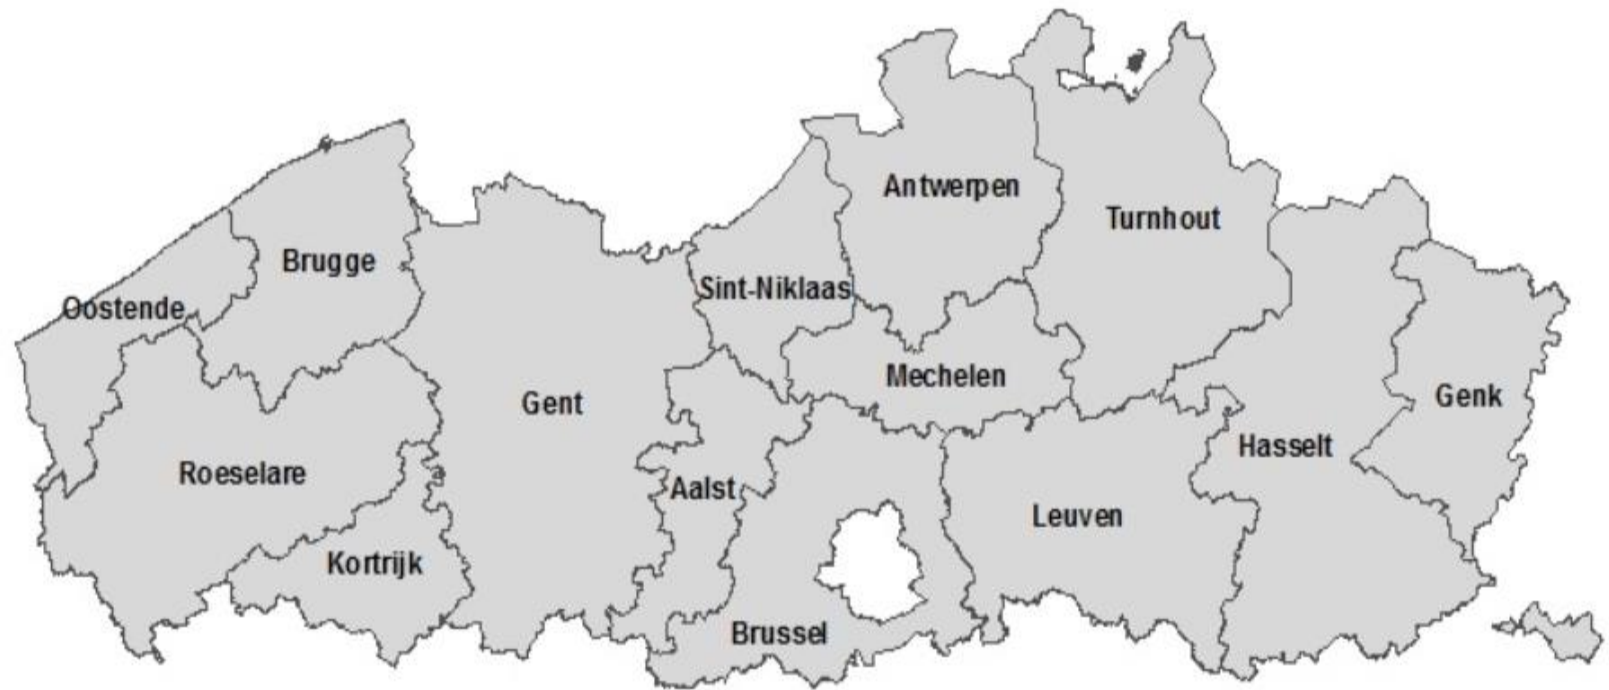 Antwerpen
Turnhout
Brugge
Sint-Niklaas
Oostende
Mechelen
Genk
Gent
Hasselt
Roeselare
Aalst
Leuven
Kortrijk
Brussel